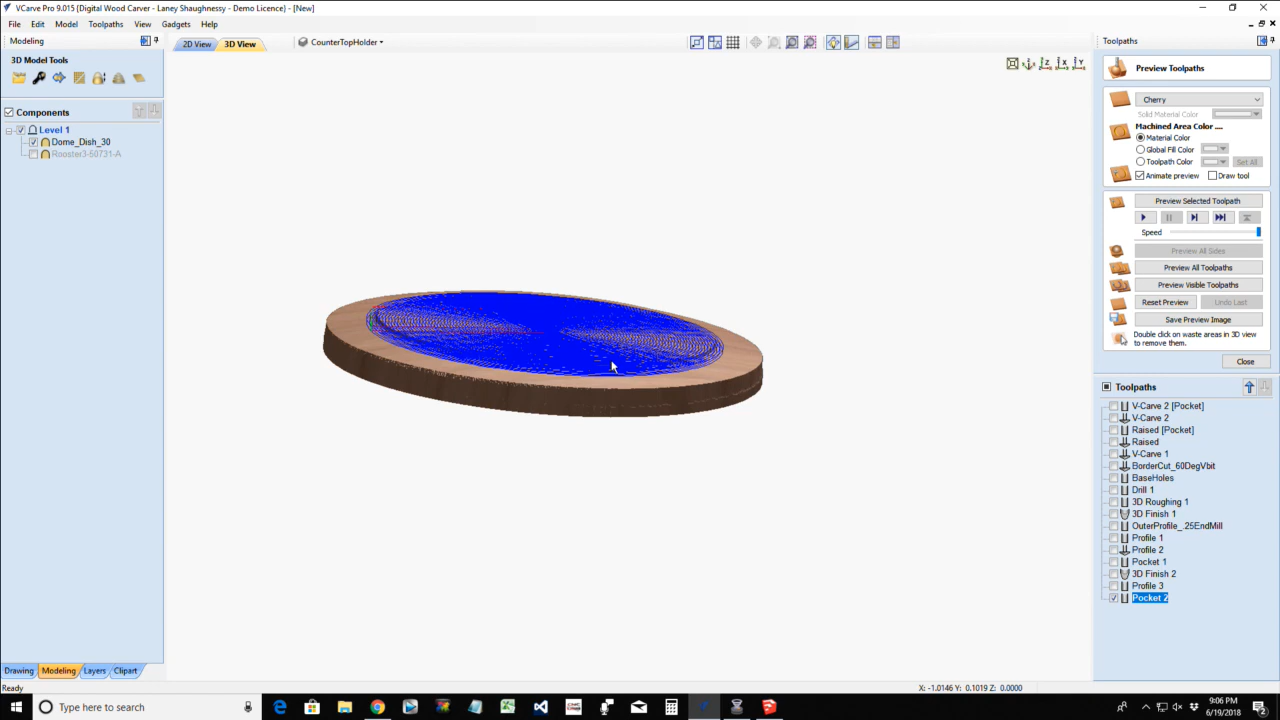 VCarve Pro 9.015 {Digital Wood Carver - Laney Shaughnessy - Demo Licence} - [New]
File Edit Model Toolpaths View Gadgets Help
Modeling
2D View
3D View
CounterTopHolder
Toolpaths
3D Model Tools
Components
Level 1
Dome_Dish_30
Rooster3-50731-A
Preview Toolpaths
Cherry
Solid Material Color
Machined Area Color ....
Material Color
Global Fill Color
Toolpath Color
Set All
Animate preview
Draw tool
Preview Selected Toolpath
Speed
Preview All Sides
Preview All Toolpaths
Preview Visible Toolpaths
Reset Preview
Undo Last
Save Preview Image
Double click on waste areas in 3D view
to remove them.
Close
Toolpaths
V-Carve 2 [Pocket]
V-Carve 2
Raised [Pocket]
Raised
V-Carve 1
BorderCut_60DegVbit
BaseHoles
Drill 1
3D Roughing 1
3D Finish 1
OuterProfile_.25EndMill
Profile 1
Profile 2
Pocket 1
3D Finish 2
Profile 3
Pocket 2
Drawing
Modeling
Layers
Clipart
Ready
X: -1.0146 Y: 0.1019 Z: 0.0000
Type here to search
9:06 PM
6/19/2018